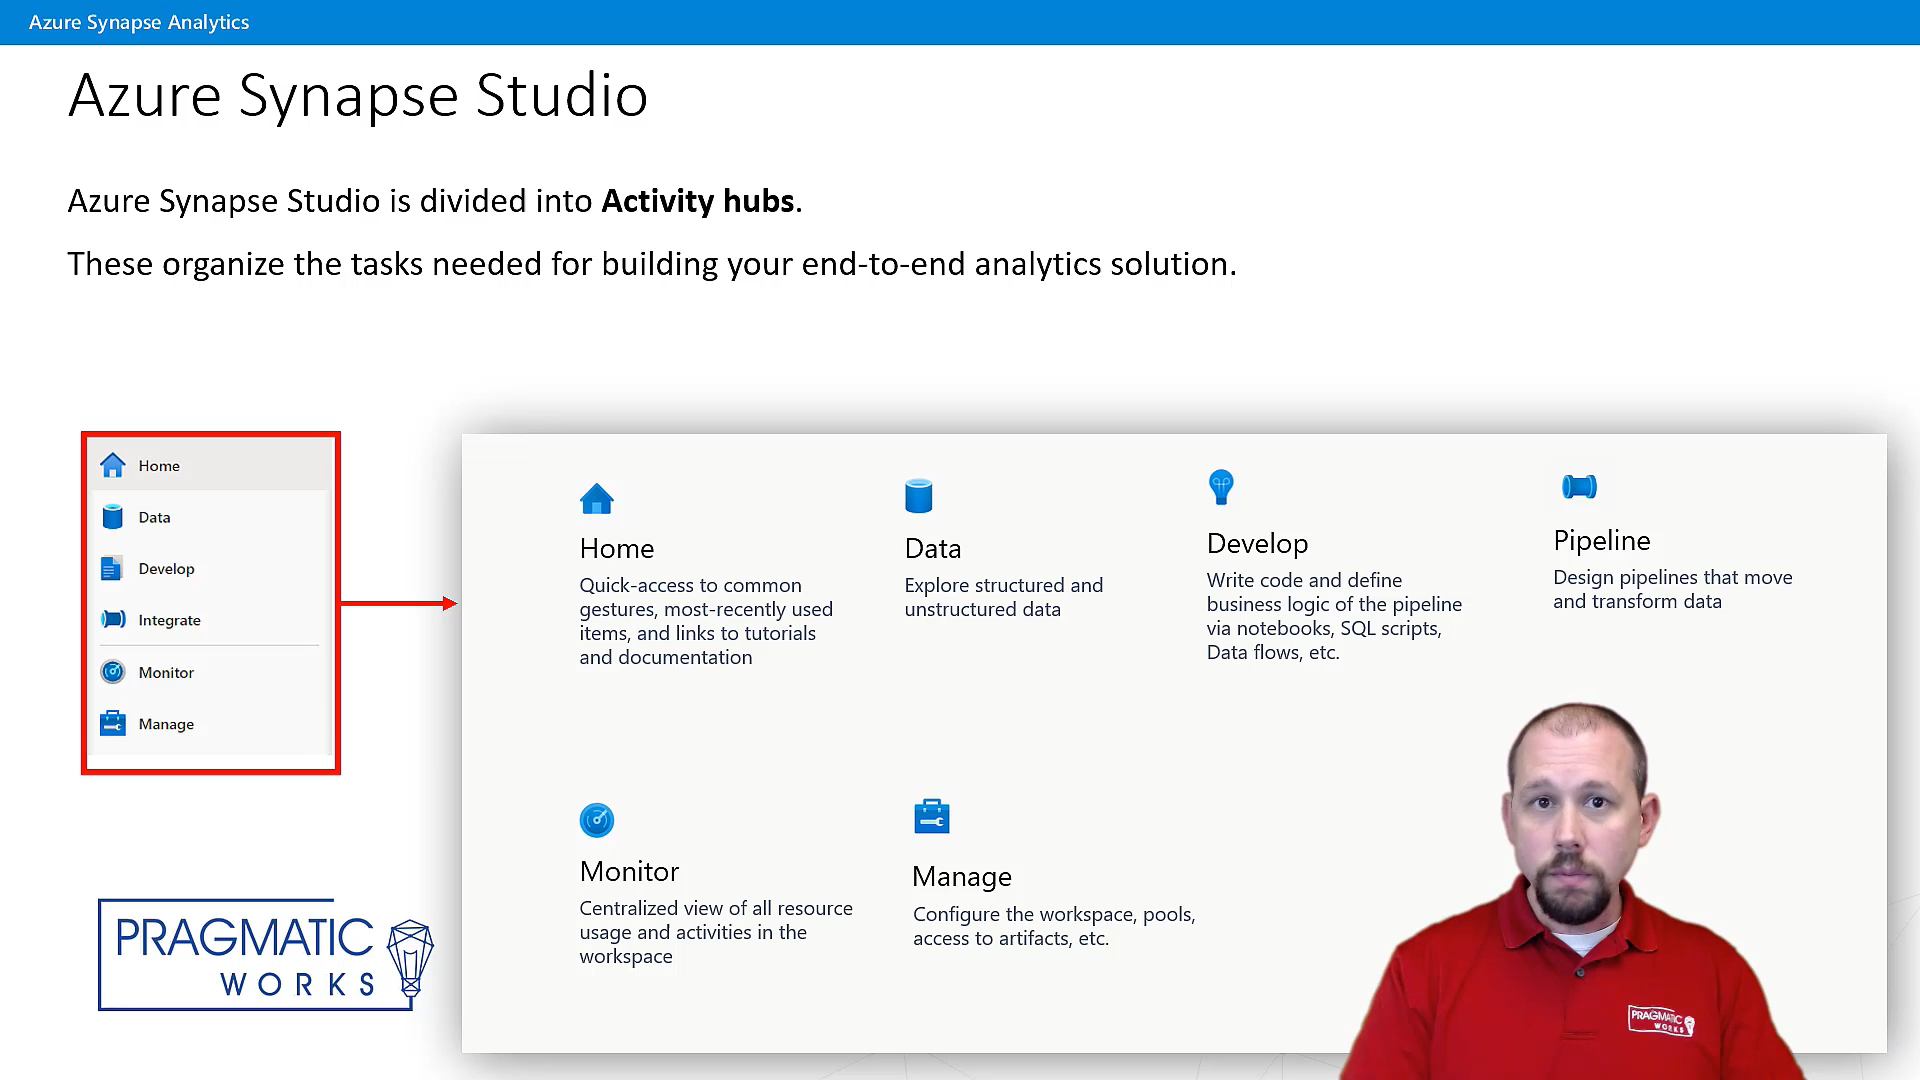 Azure Synapse Analytics
Azure Synapse Studio
Azure Synapse Studio is divided into Activity hubs.
These organize the tasks needed for building your end-to-end analytics solution.
Home
Data
Develop
Integrate
Monitor
Manage
Home
Quick-access to common
gestures, most-recently used
items, and links to tutorials
and documentation
Data
Explore structured and
unstructured data
Develop
Write code and define
business logic of the pipeline
via notebooks, SQL scripts,
Data flows, etc.
Pipeline
Design pipelines that move
and transform data
Monitor
Centralized view of all resource
usage and activities in the
workspace
Manage
Configure the workspace, pools,
access to artifacts, etc.
PRAGMATIC
WORKS
PRAGMATIC
WORKS